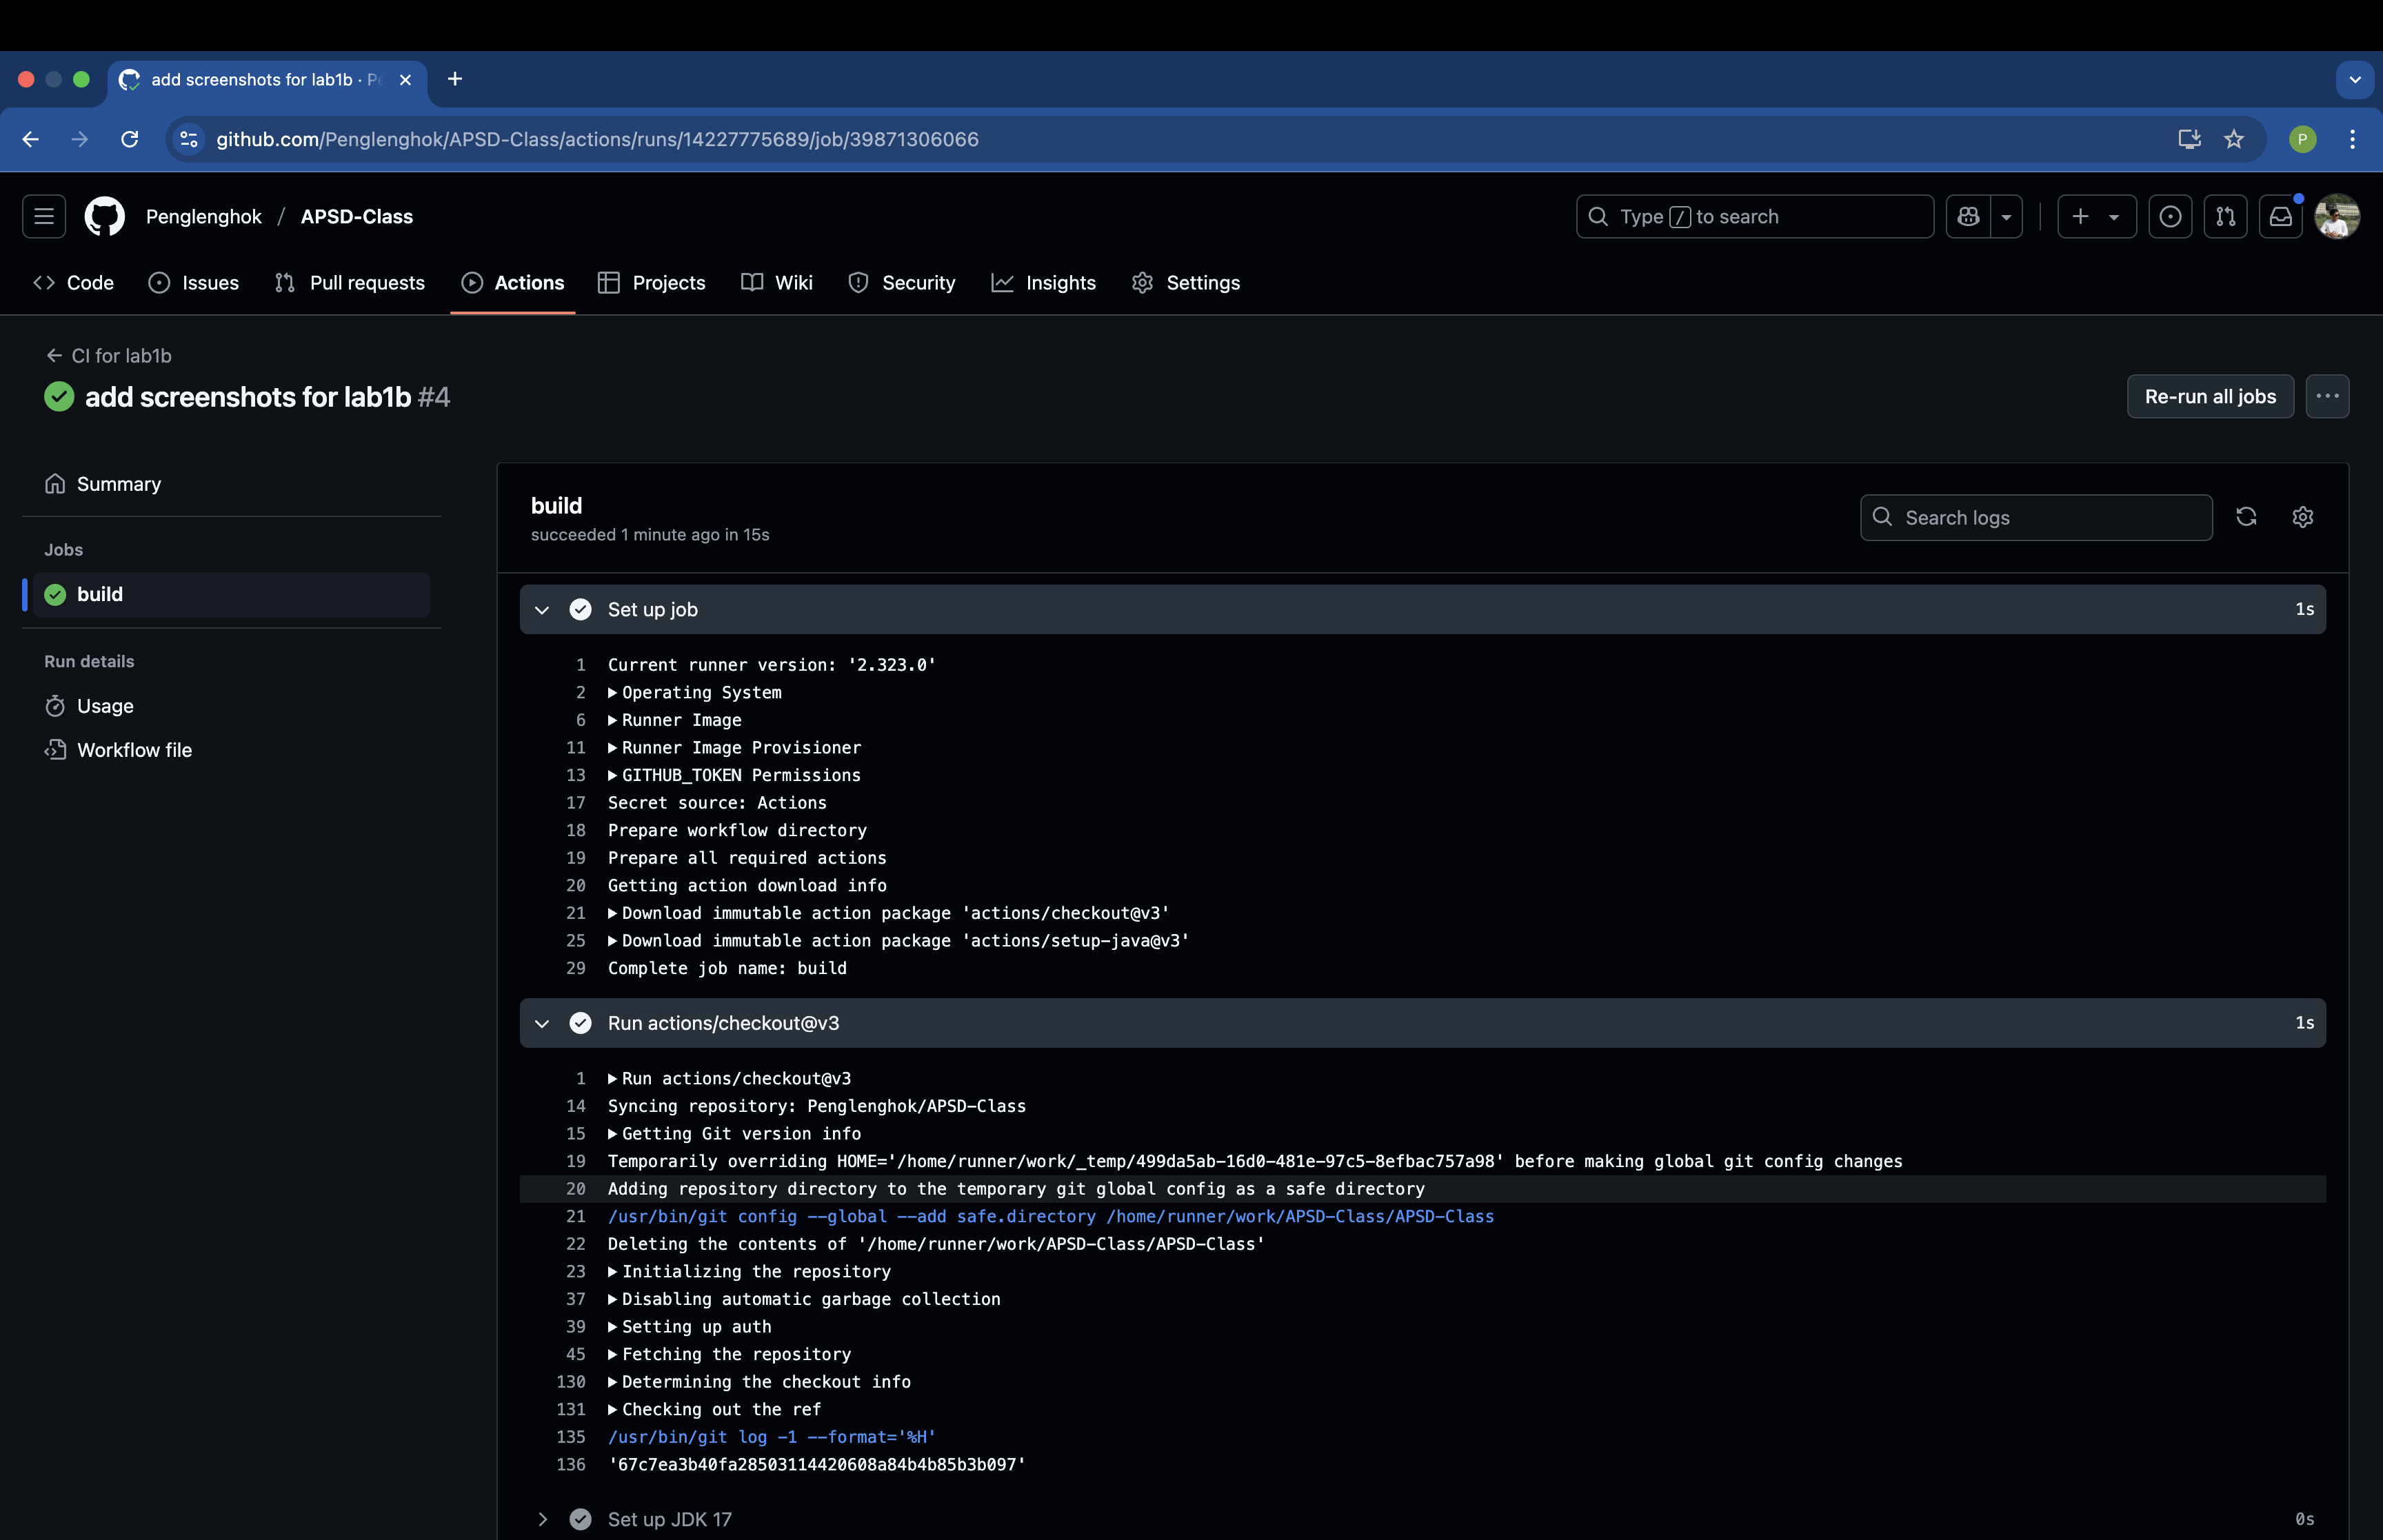 add screenshots for lab1b · Pe
github.com/Penglenghok/APSD-Class/actions/runs/14227775689/job/39871306066
P
Penglenghok / APSD-Class
Type / to search
Code
Issues
Pull requests
Actions
Projects
Wiki
Security
Insights
Settings
CI for lab1b
add screenshots for lab1b #4
Re-run all jobs
Summary
Jobs
build
Run details
Usage
Workflow file
build
succeeded 1 minute ago in 15s
Search logs
Set up job 1s
1 Current runner version: '2.323.0'
2 Operating System
6 Runner Image
11 Runner Image Provisioner
13 GITHUB_TOKEN Permissions
17 Secret source: Actions
18 Prepare workflow directory
19 Prepare all required actions
20 Getting action download info
21 Download immutable action package 'actions/checkout@v3'
25 Download immutable action package 'actions/setup-java@v3'
29 Complete job name: build
Run actions/checkout@v3 1s
1 Run actions/checkout@v3
14 Syncing repository: Penglenghok/APSD-Class
15 Getting Git version info
19 Temporarily overriding HOME='/home/runner/work/_temp/499da5ab-16d0-481e-97c5-8efbac757a98' before making global git config changes
20 Adding repository directory to the temporary git global config as a safe directory
21 /usr/bin/git config --global --add safe.directory /home/runner/work/APSD-Class/APSD-Class
22 Deleting the contents of '/home/runner/work/APSD-Class/APSD-Class'
23 Initializing the repository
37 Disabling automatic garbage collection
39 Setting up auth
45 Fetching the repository
130 Determining the checkout info
131 Checking out the ref
135 /usr/bin/git log -1 --format='%H'
136 '67c7ea3b40fa28503114420608a84b4b85b3b097'
Set up JDK 17 0s